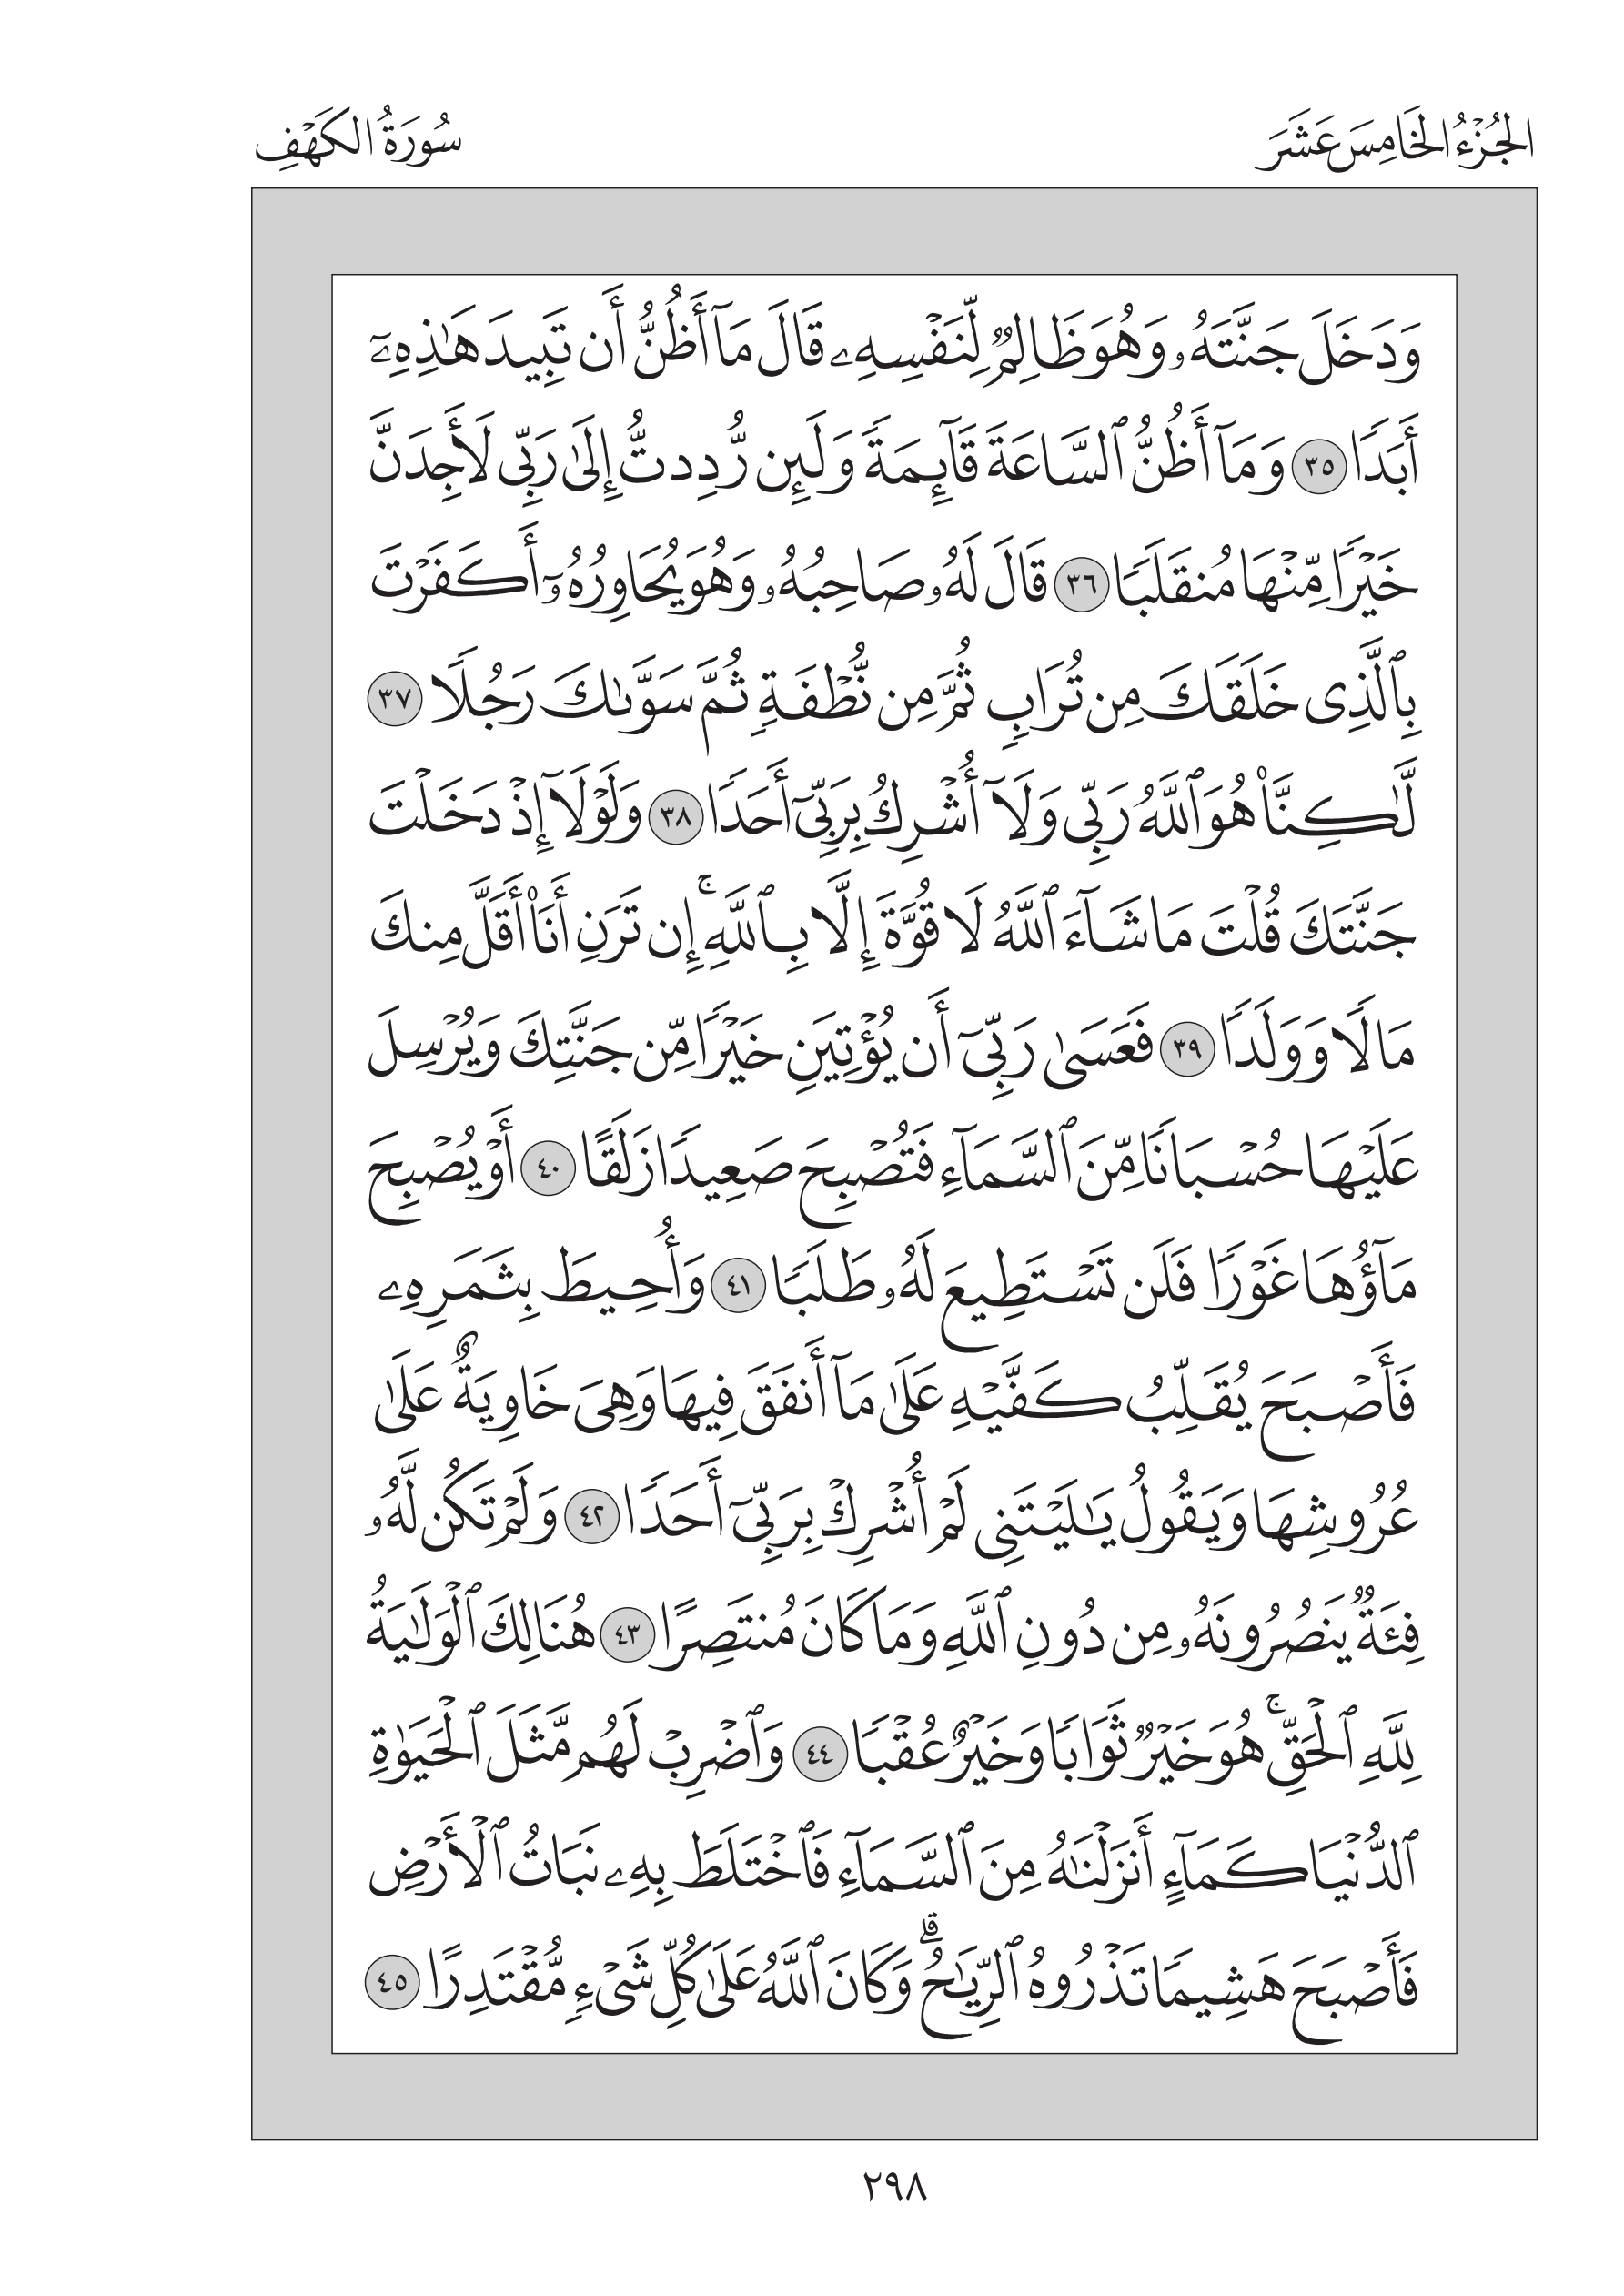 الجُزْءُ الخَامِسَ عَشَرَ
سُورَةُ الكَهْفِ
وَدَخَلَ جَنَّتَهُۥ وَهُوَ ظَالِمٌ لِّنَفْسِهِۦ قَالَ مَآ أَظُنُّ أَن تَبِيدَ هَٰذِهِۦٓ
أَبَدًا ٣٥ وَمَآ أَظُنُّ ٱلسَّاعَةَ قَآئِمَةً وَلَئِن رُّدِدتُّ إِلَىٰ رَبِّى لَأَجِدَنَّ
خَيْرًا مِّنْهَا مُنقَلَبًا ٣٦ قَالَ لَهُۥ صَاحِبُهُۥ وَهُوَ يُحَاوِرُهُۥٓ أَكَفَرْتَ
بِٱلَّذِى خَلَقَكَ مِن تُرَابٍ ثُمَّ مِن نُّطْفَةٍ ثُمَّ سَوَّىٰكَ رَجُلًا ٣٧
لَّٰكِنَّا۠ هُوَ ٱللَّهُ رَبِّى وَلَآ أُشْرِكُ بِرَبِّىٓ أَحَدًا ٣٨ وَلَوْلَآ إِذْ دَخَلْتَ
جَنَّتَكَ قُلْتَ مَا شَآءَ ٱللَّهُ لَا قُوَّةَ إِلَّا بِٱللَّهِ ۚ إِن تَرَنِ أَنَا۠ أَقَلَّ مِنكَ
مَالًا وَوَلَدًا ٣٩ فَعَسَىٰ رَبِّىٓ أَن يُؤْتِيَنِ خَيْرًا مِّن جَنَّتِكَ وَيُرْسِلَ
عَلَيْهَا حُسْبَانًا مِّنَ ٱلسَّمَآءِ فَتُصْبِحَ صَعِيدًا زَلَقًا ٤٠ أَوْ يُصْبِحَ
مَآؤُهَا غَوْرًا فَلَن تَسْتَطِيعَ لَهُۥ طَلَبًا ٤١ وَأُحِيطَ بِثَمَرِهِۦ
فَأَصْبَحَ يُقَلِّبُ كَفَّيْهِ عَلَىٰ مَآ أَنفَقَ فِيهَا وَهِىَ خَاوِيَةٌ عَلَىٰ
عُرُوشِهَا وَيَقُولُ يَٰلَيْتَنِى لَمْ أُشْرِكْ بِرَبِّىٓ أَحَدًا ٤٢ وَلَمْ تَكُن لَّهُۥ
فِئَةٌ يَنصُرُونَهُۥ مِن دُونِ ٱللَّهِ وَمَا كَانَ مُنتَصِرًا ٤٣ هُنَالِكَ ٱلْوَلَٰيَةُ
لِلَّهِ ٱلْحَقِّ ۚ هُوَ خَيْرٌ ثَوَابًا وَخَيْرٌ عُقْبًا ٤٤ وَٱضْرِبْ لَهُم مَّثَلَ ٱلْحَيَوٰةِ
ٱلدُّنْيَا كَمَآءٍ أَنزَلْنَٰهُ مِنَ ٱلسَّمَآءِ فَٱخْتَلَطَ بِهِۦ نَبَاتُ ٱلْأَرْضِ
فَأَصْبَحَ هَشِيمًا تَذْرُوهُ ٱلرِّيَٰحُ ۗ وَكَانَ ٱللَّهُ عَلَىٰ كُلِّ شَىْءٍ مُّقْتَدِرًا ٤٥
٢٩٨